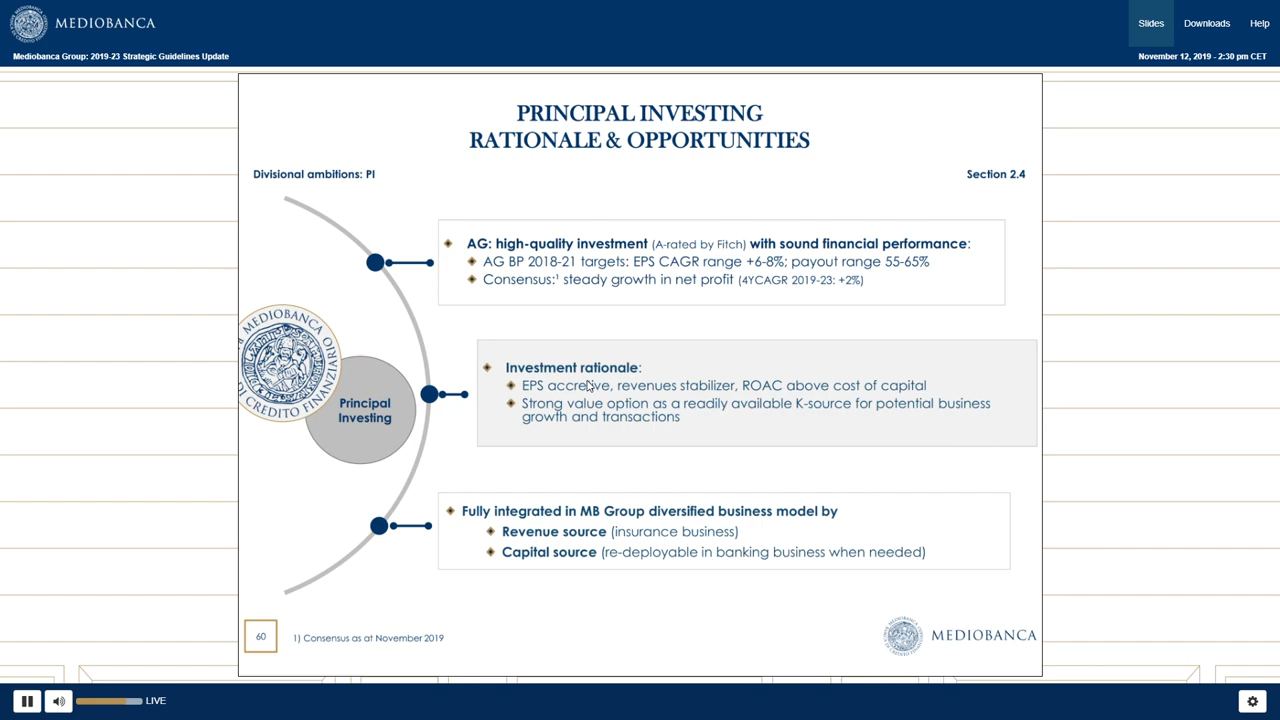 MEDIOBANCA
Slides
Downloads
Help
Mediobanca Group: 2019-23 Strategic Guidelines Update
November 12, 2019 - 2:30 pm CET
PRINCIPAL INVESTING
RATIONALE & OPPORTUNITIES
Divisional ambitions: PI
Section 2.4
AG: high-quality investment (A-rated by Fitch) with sound financial performance:
AG BP 2018-21 targets: EPS CAGR range +6-8%; payout range 55-65%
Consensus:¹ steady growth in net profit (4YCAGR 2019-23: +2%)
MEDIOBANCA
DI CREDITO FINANZIARIO
Principal
Investing
Investment rationale:
EPS accretive, revenues stabilizer, ROAC above cost of capital
Strong value option as a readily available K-source for potential business
growth and transactions
Fully integrated in MB Group diversified business model by
Revenue source (insurance business)
Capital source (re-deployable in banking business when needed)
60
1) Consensus as at November 2019
MEDIOBANCA
LIVE